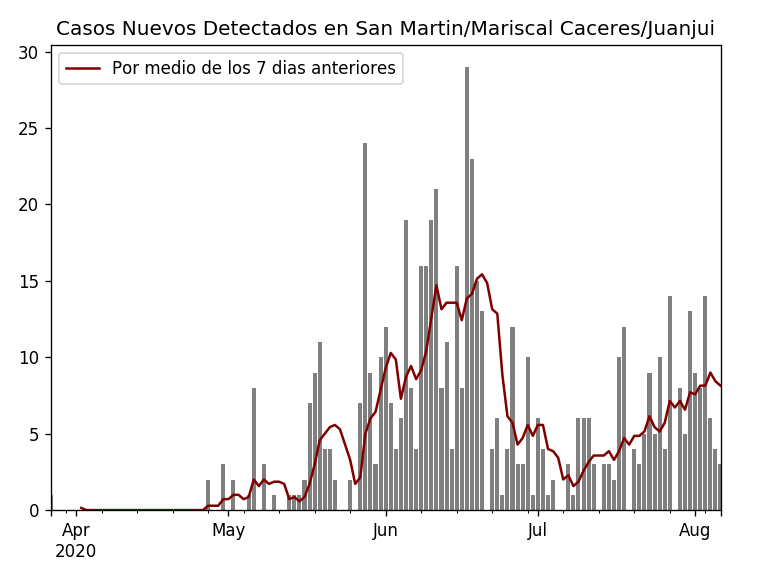 Casos Nuevos Detectados en San Martin/Mariscal Caceres/Juanjui
Por medio de los 7 dias anteriores
30
25
20
15
10
5
0
Apr May Jun Jul Aug
2020